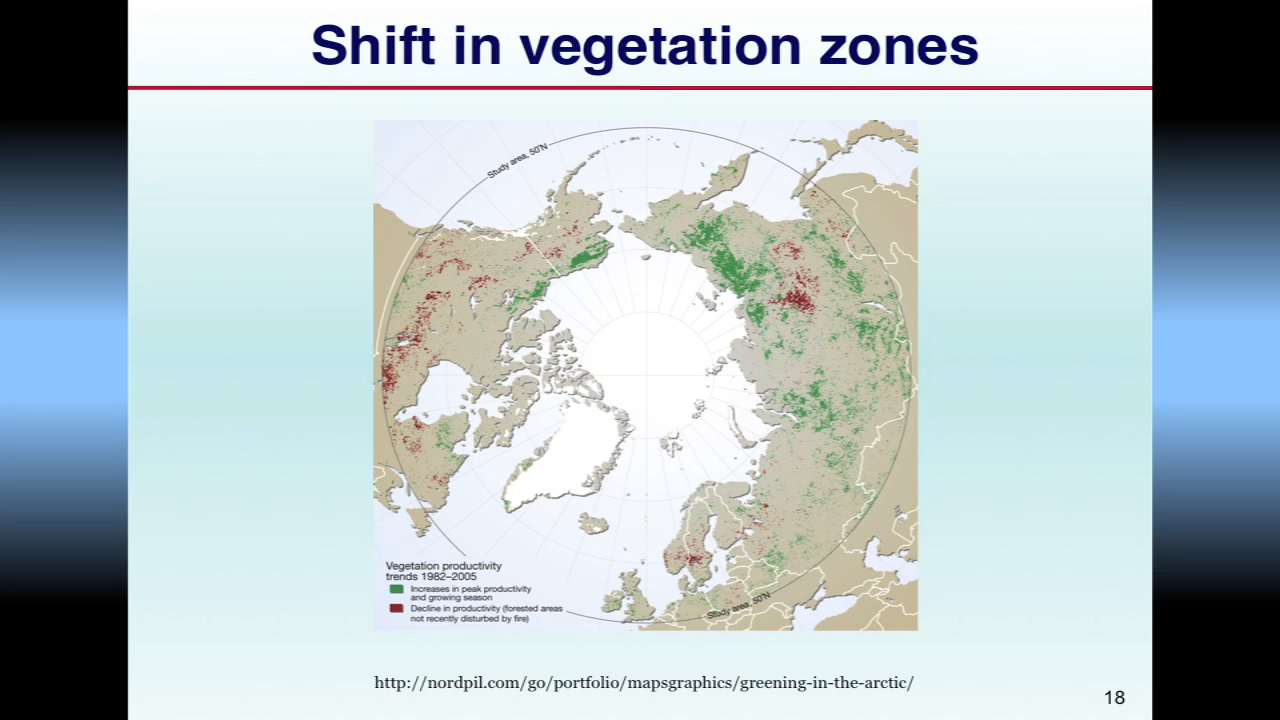 Shift in vegetation zones
Study area, 50°N
Vegetation productivity
trends 1982–2005
Increases in peak productivity
and growing season
Decline in productivity (forested areas
not recently disturbed by fire)
Study area, 50°N
http://nordpil.com/go/portfolio/mapsgraphics/greening-in-the-arctic/
18